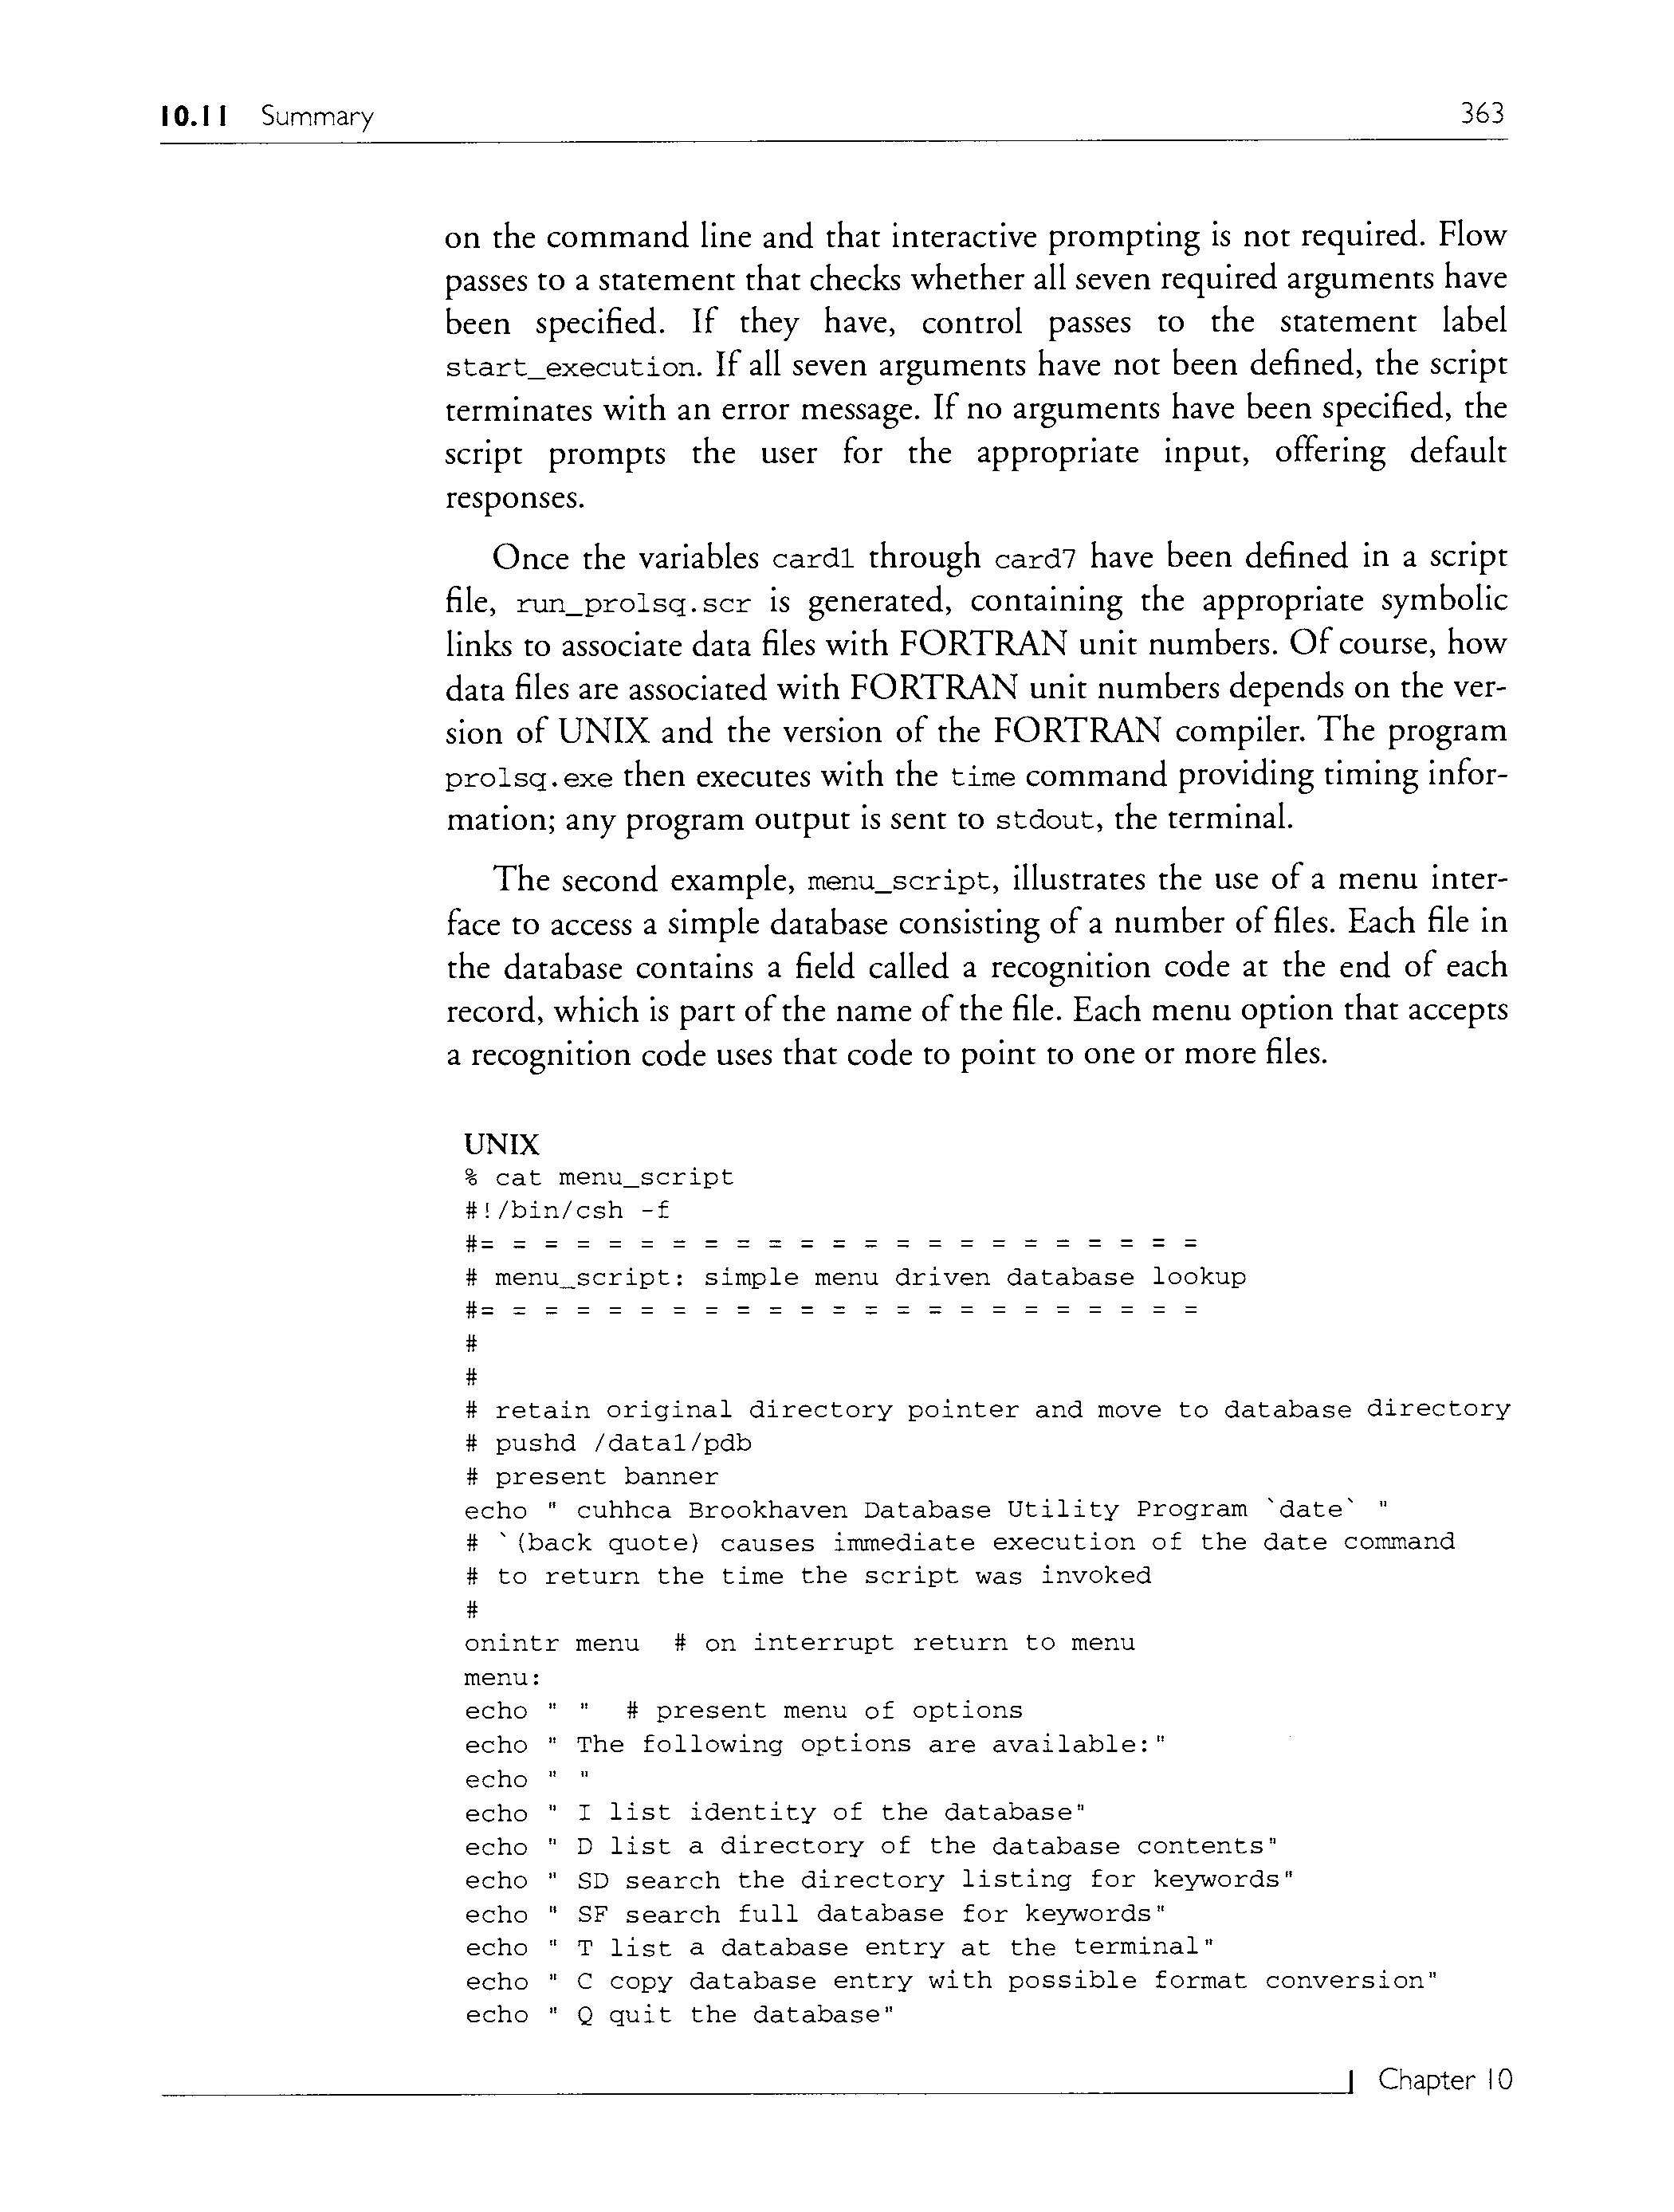 10.11 Summary 363
on the command line and that interactive prompting is not required. Flow
passes to a statement that checks whether all seven required arguments have
been specified. If they have, control passes to the statement label
start_execution. If all seven arguments have not been defined, the script
terminates with an error message. If no arguments have been specified, the
script prompts the user for the appropriate input, offering default
responses.
Once the variables card1 through card7 have been defined in a script
file, run_prolsq.scr is generated, containing the appropriate symbolic
links to associate data files with FORTRAN unit numbers. Of course, how
data files are associated with FORTRAN unit numbers depends on the ver-
sion of UNIX and the version of the FORTRAN compiler. The program
prolsq.exe then executes with the time command providing timing infor-
mation; any program output is sent to stdout, the terminal.
The second example, menu_script, illustrates the use of a menu inter-
face to access a simple database consisting of a number of files. Each file in
the database contains a field called a recognition code at the end of each
record, which is part of the name of the file. Each menu option that accepts
a recognition code uses that code to point to one or more files.
UNIX
% cat menu_script
#!/bin/csh -f
#= = = = = = = = = = = = = = = = = = = = = = =
# menu_script: simple menu driven database lookup
#= = = = = = = = = = = = = = = = = = = = = = =
#
#
# retain original directory pointer and move to database directory
# pushd /data1/pdb
# present banner
echo " cuhhca Brookhaven Database Utility Program `date` "
# `(back quote) causes immediate execution of the date command
# to return the time the script was invoked
#
onintr menu # on interrupt return to menu
menu:
echo " " # present menu of options
echo " The following options are available:"
echo " "
echo " I list identity of the database"
echo " D list a directory of the database contents"
echo " SD search the directory listing for keywords"
echo " SF search full database for keywords"
echo " T list a database entry at the terminal"
echo " C copy database entry with possible format conversion"
echo " Q quit the database"
Chapter 10